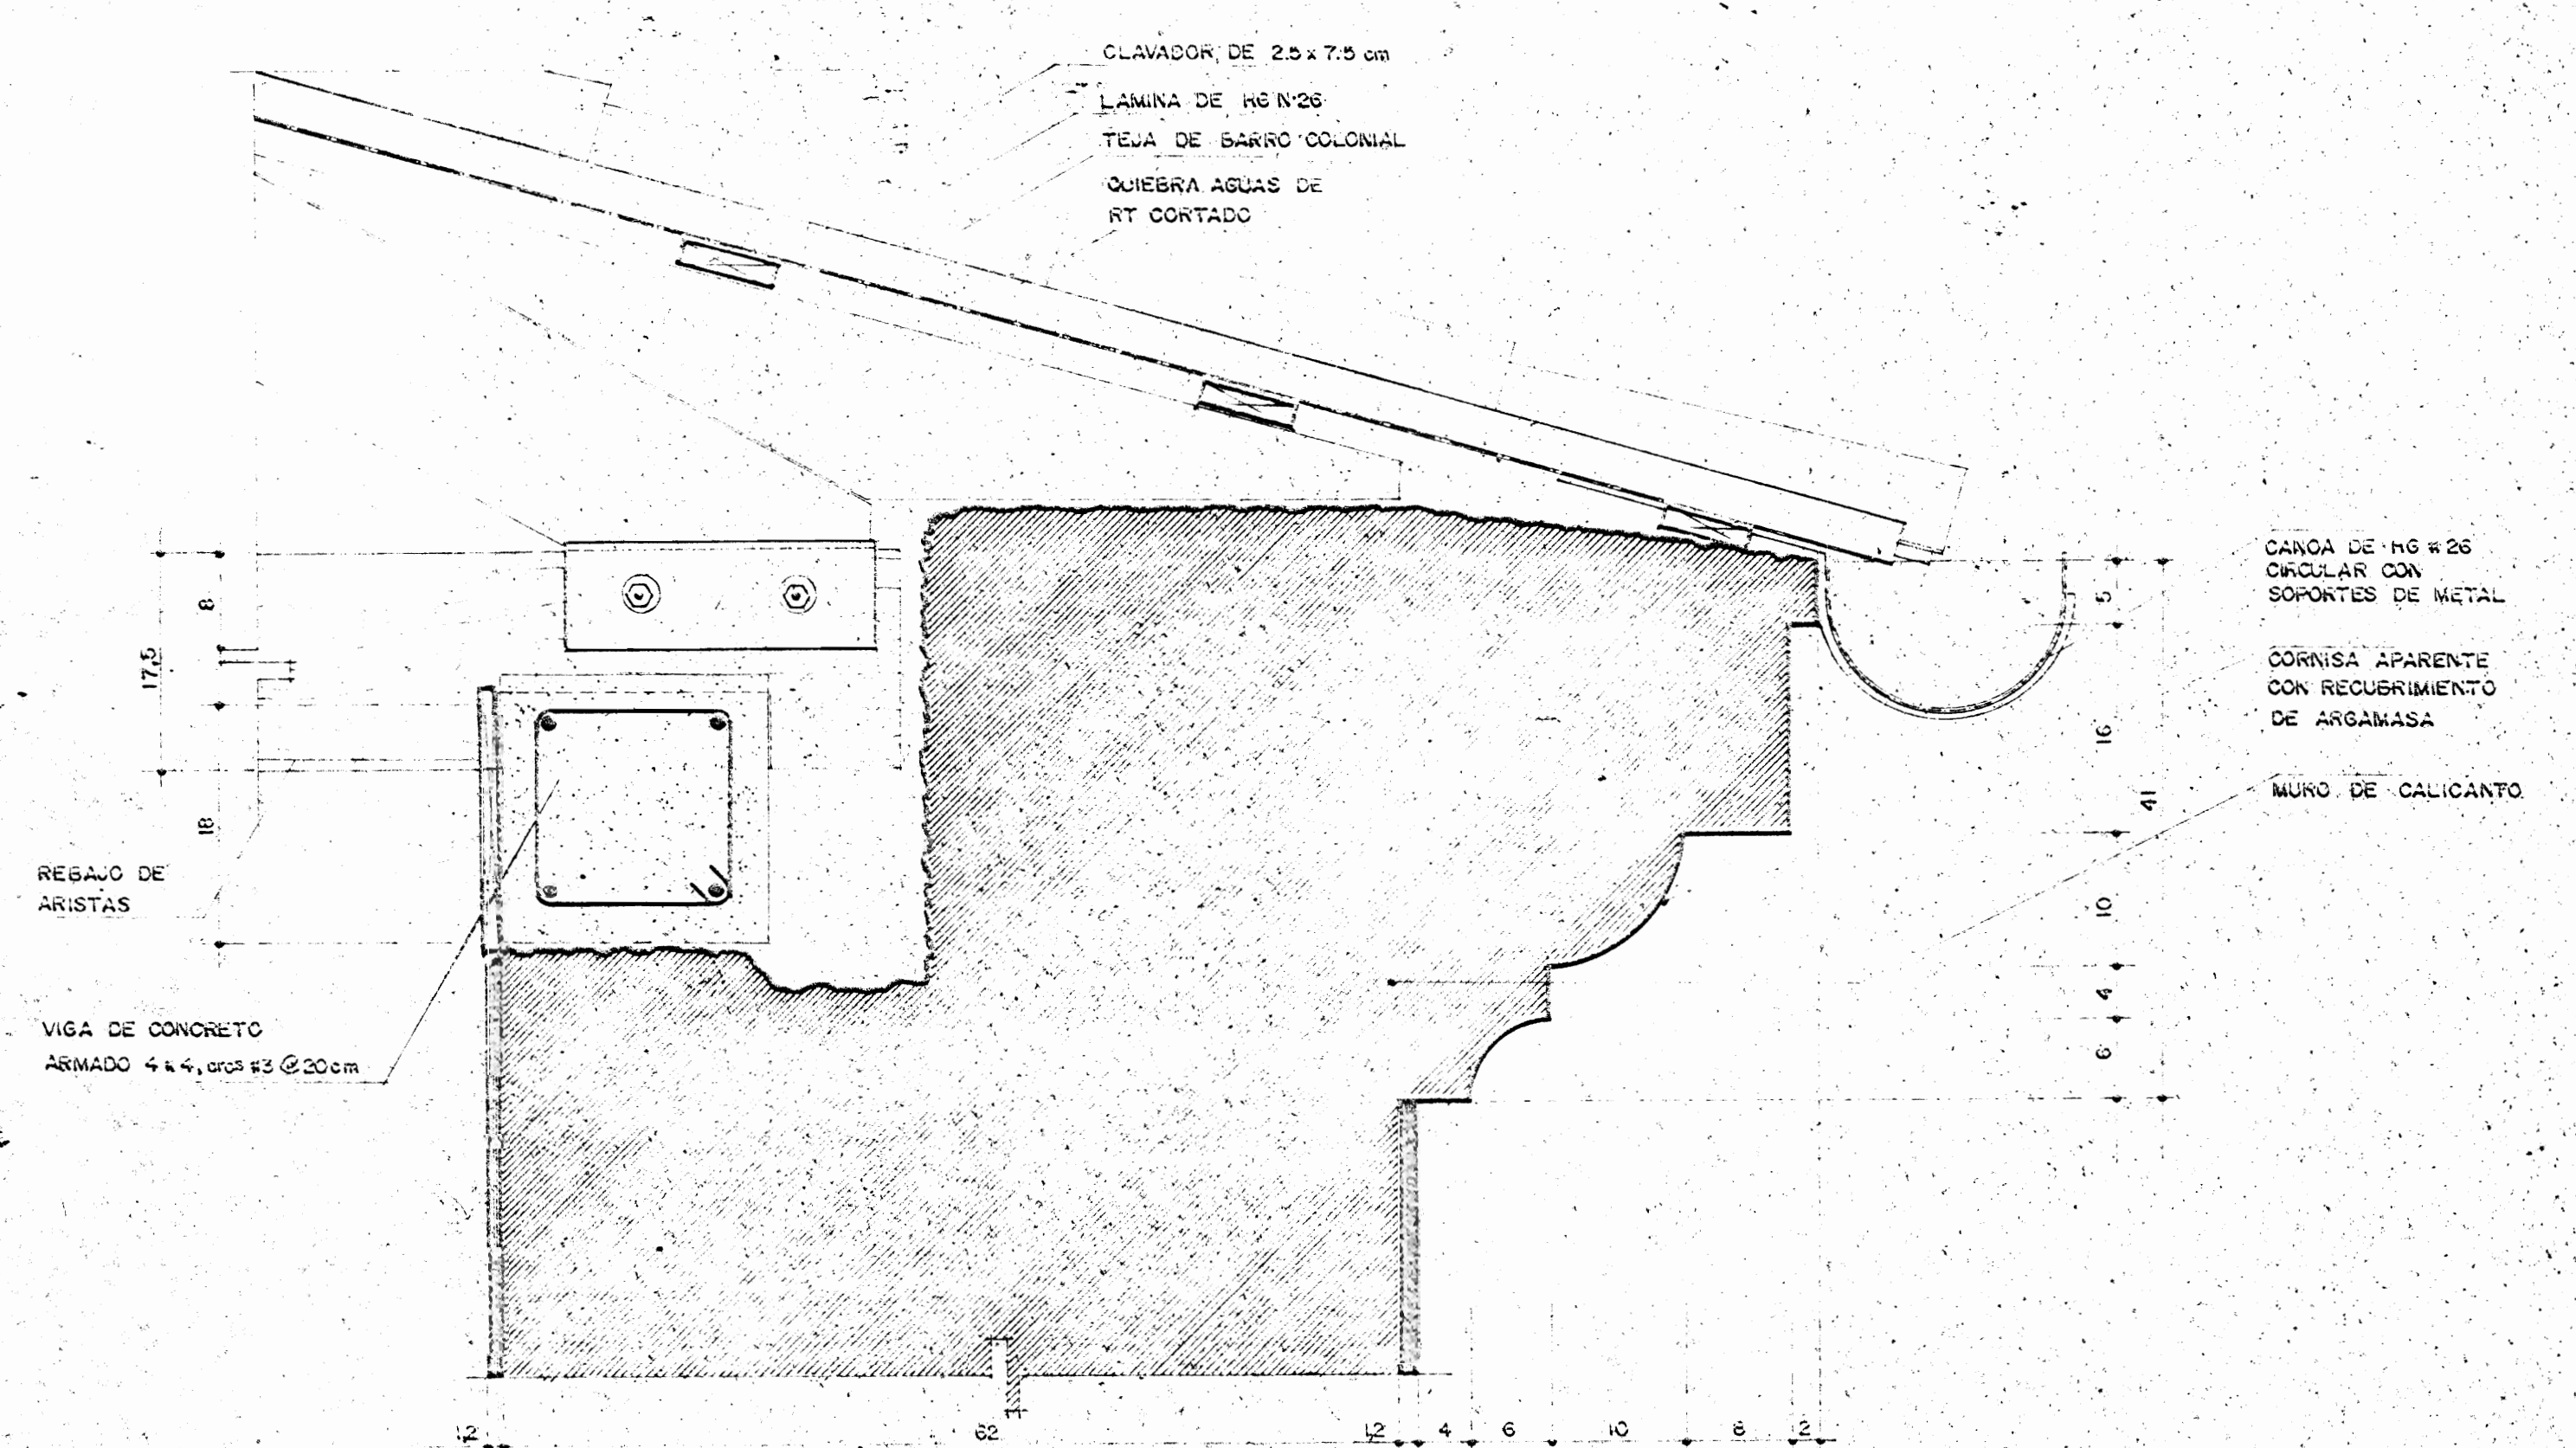 CLAVADOR DE 2.5 x 7.5 cm
LAMINA DE HG Nº26
TEJA DE BARRO COLONIAL
QUIEBRA AGUAS DE
RT CORTADO
CANOA DE HG #26
CIRCULAR CON
SOPORTES DE METAL
CORNISA APARENTE
CON RECUBRIMIENTO
DE ARGAMASA
MURO DE CALICANTO
8
17,5
18
5
16
41
10
4
6
REBAJO DE
ARISTAS
VIGA DE CONCRETO
ARMADO 4 #4, aros #3 @ 20 cm
1,2 62 1,2 4 6 10 8 2